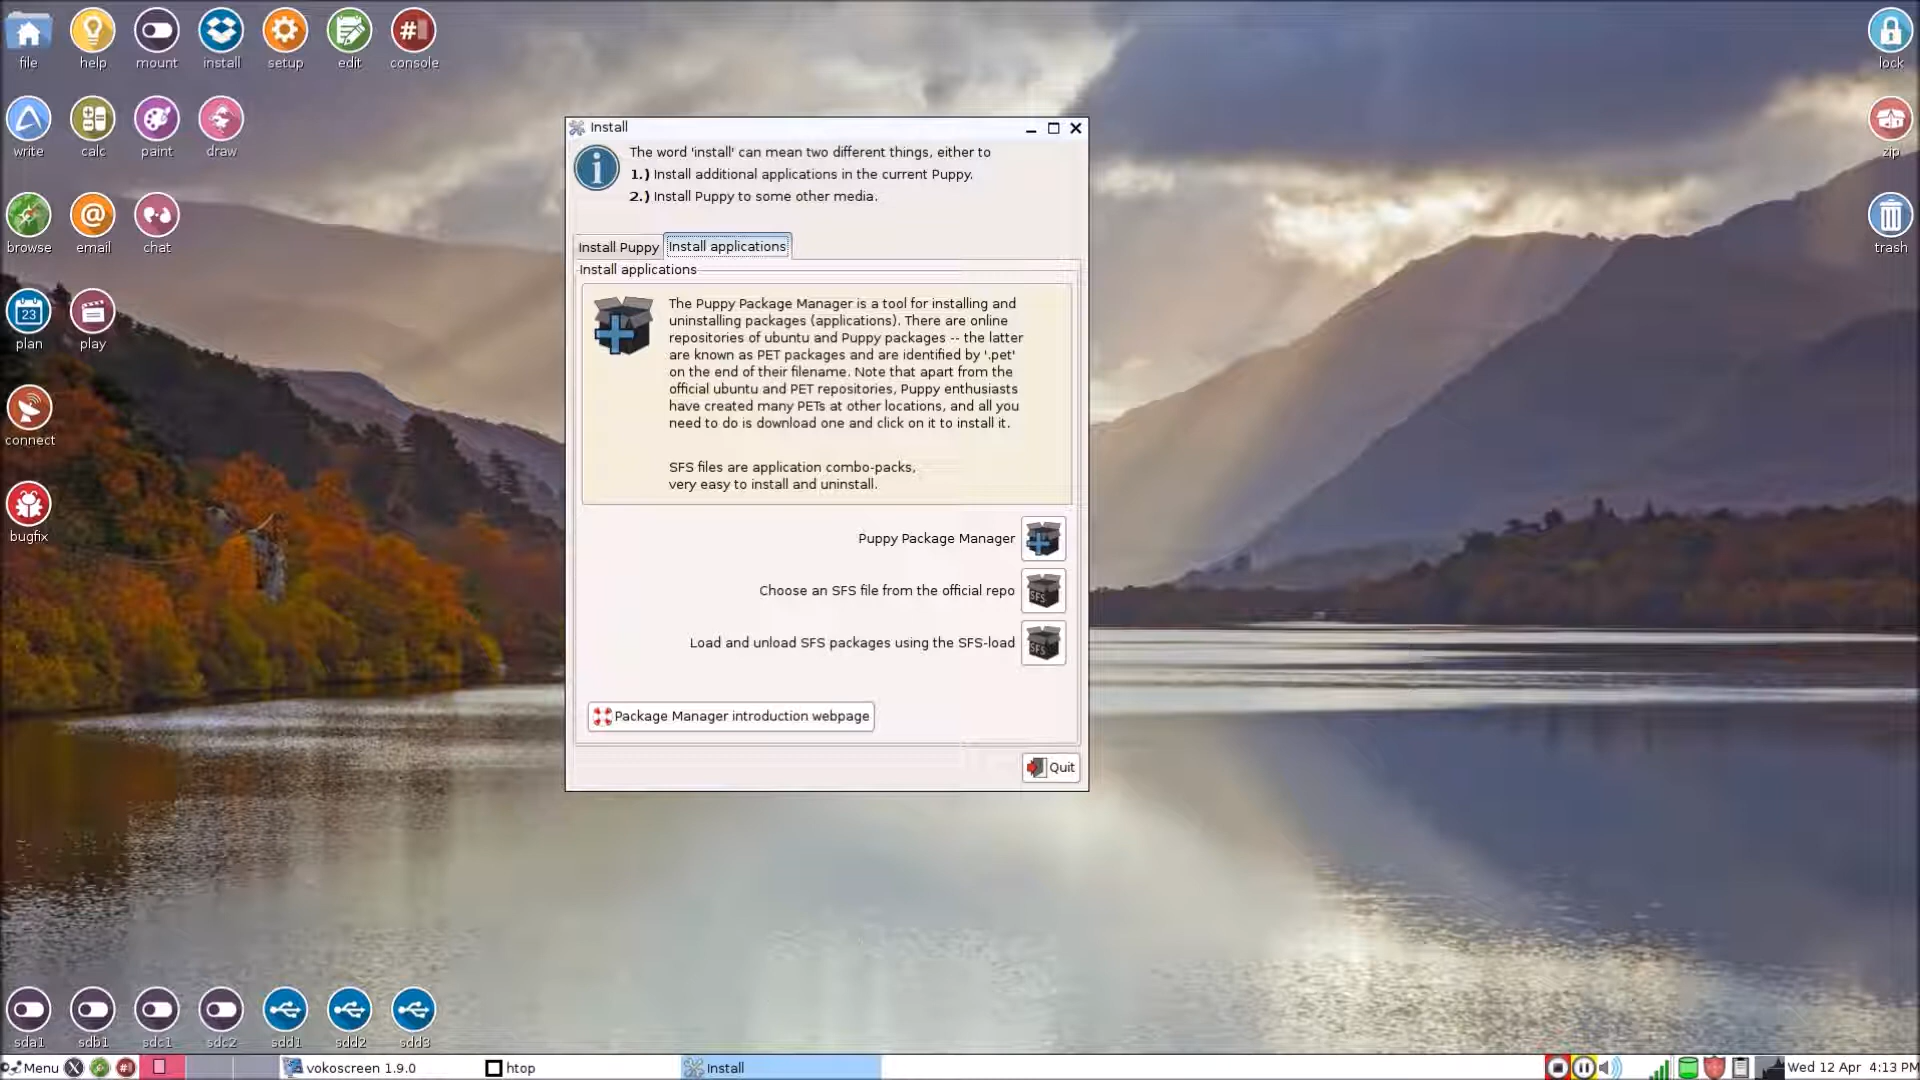 file
help
mount
install
setup
edit
console
lock
write
calc
paint
draw
zip
browse
email
chat
trash
23
plan
play
connect
bugfix
Install
The word 'install' can mean two different things, either to
1.) Install additional applications in the current Puppy.
2.) Install Puppy to some other media.
Install Puppy
Install applications
Install applications
The Puppy Package Manager is a tool for installing and
uninstalling packages (applications). There are online
repositories of ubuntu and Puppy packages -- the latter
are known as PET packages and are identified by '.pet'
on the end of their filename. Note that apart from the
official ubuntu and PET repositories, Puppy enthusiasts
have created many PETs at other locations, and all you
need to do is download one and click on it to install it.
SFS files are application combo-packs,
very easy to install and uninstall.
Puppy Package Manager
Choose an SFS file from the official repo
SFS
Load and unload SFS packages using the SFS-load
SFS
Package Manager introduction webpage
Quit
sda1
sdb1
sdc1
sdc2
sdd1
sdd2
sdd3
Menu
vokoscreen 1.9.0
htop
Install
Wed 12 Apr 4:13 PM